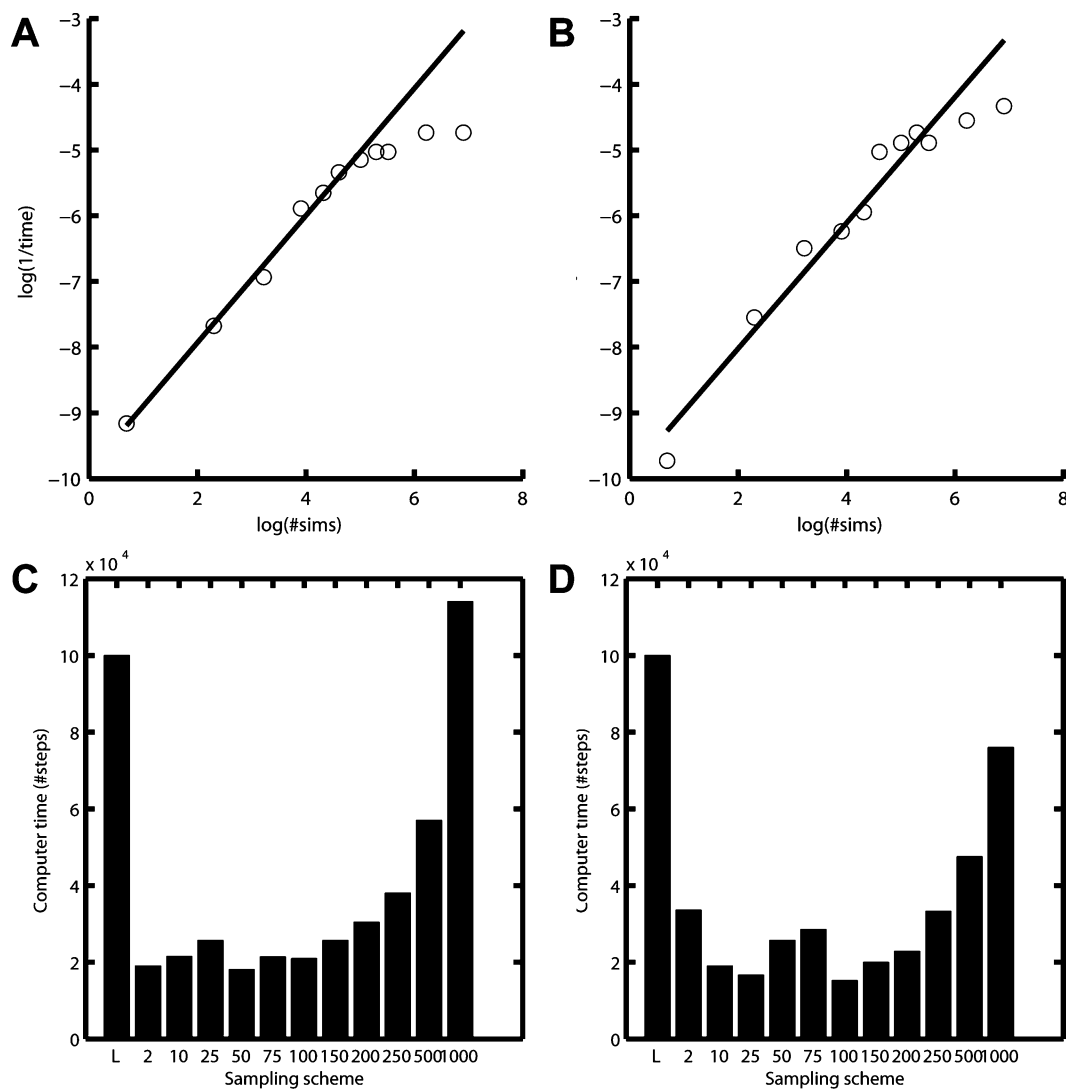 A
B
−3
−4
−5
−6
−7
−8
−9
−10
log(1/time)
0 2 4 6 8
log(#sims)
−3
−4
−5
−6
−7
−8
−9
−10
0 2 4 6 8
log(#sims)
C
x 10 4
12
10
8
6
4
2
0
Computer time (#steps)
L 2 10 25 50 75 100 150 200 250 500 1000
Sampling scheme
D
x 10 4
12
10
8
6
4
2
0
Computer time (#steps)
L 2 10 25 50 75 100 150 200 250 500 1000
Sampling scheme